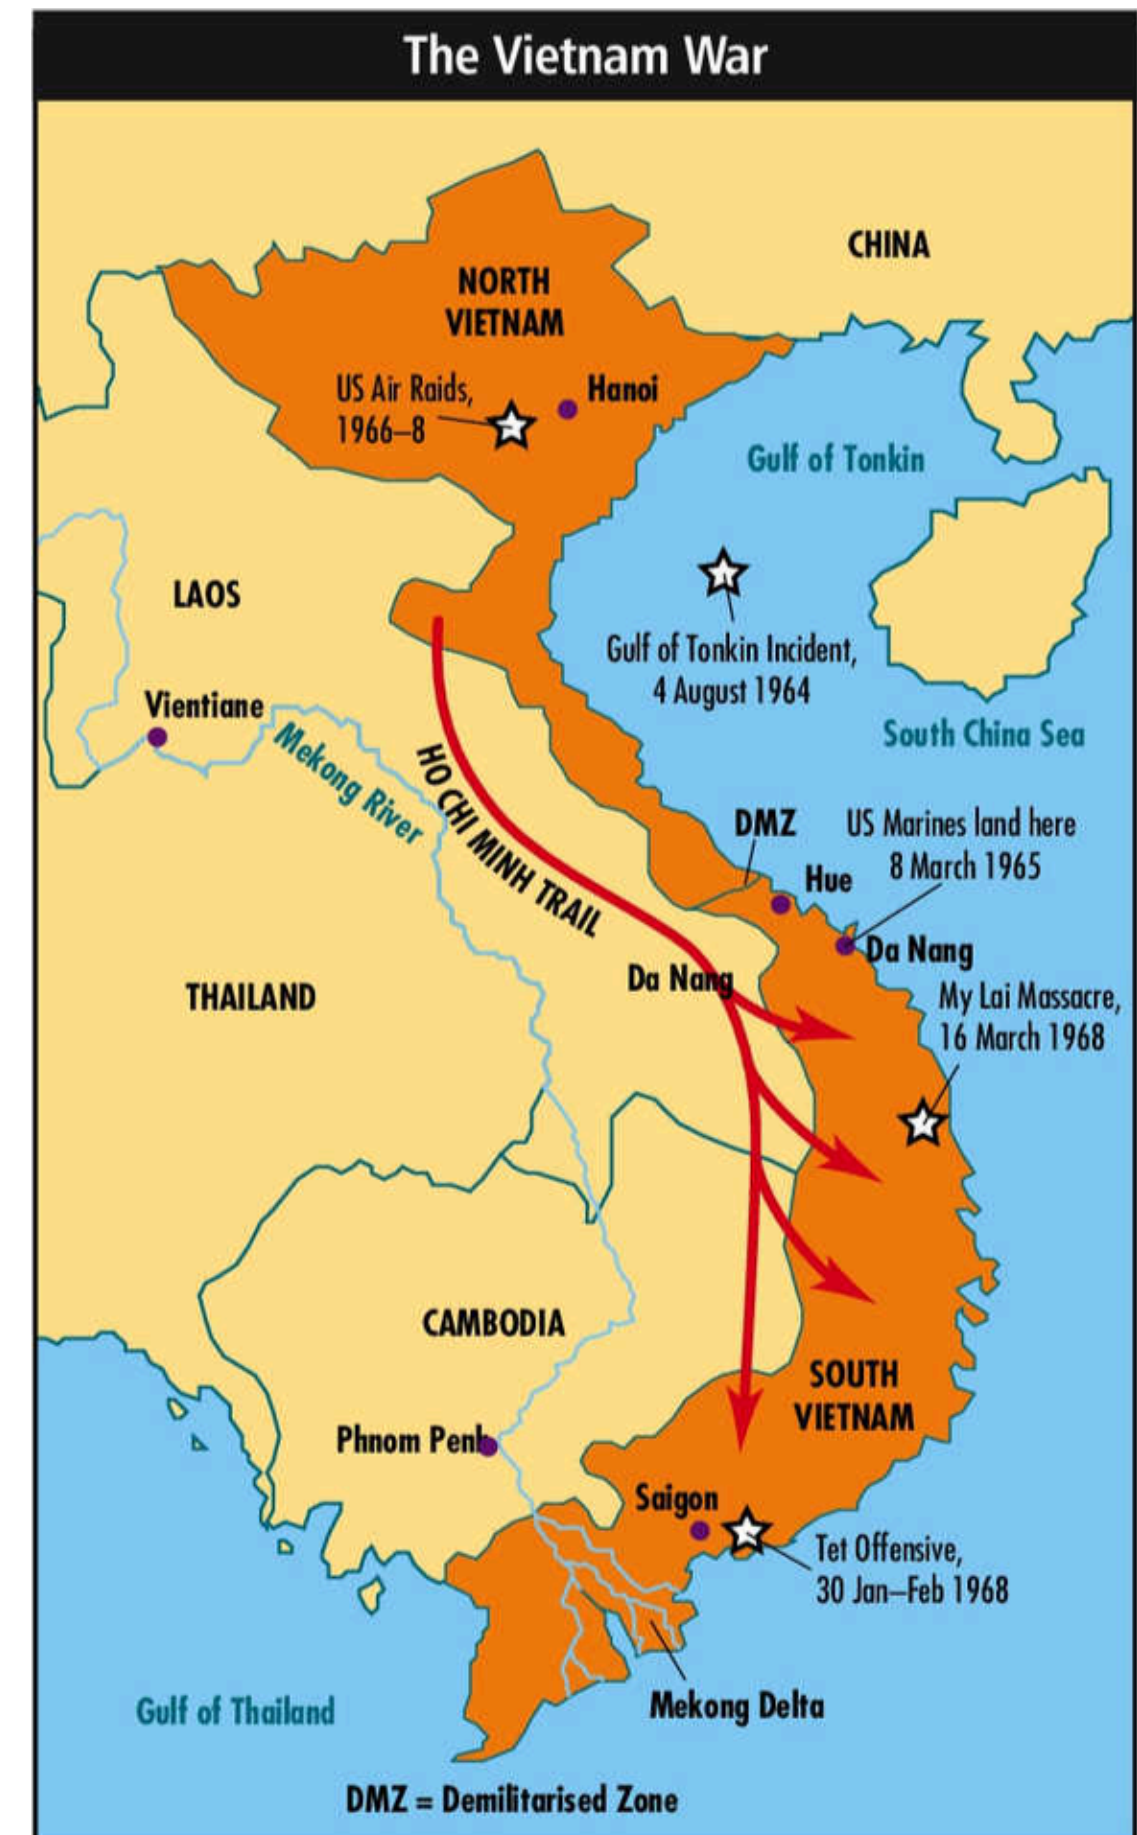 The Vietnam War
CHINA
NORTH
VIETNAM
US Air Raids,
1966–8
Hanoi
Gulf of Tonkin
LAOS
Gulf of Tonkin Incident,
4 August 1964
Vientiane
Mekong River
South China Sea
HO CHI MINH TRAIL
DMZ
US Marines land here
8 March 1965
Hue
Da Nang
Da Nang
THAILAND
My Lai Massacre,
16 March 1968
CAMBODIA
SOUTH
VIETNAM
Phnom Penh
Saigon
Tet Offensive,
30 Jan–Feb 1968
Mekong Delta
Gulf of Thailand
DMZ = Demilitarised Zone